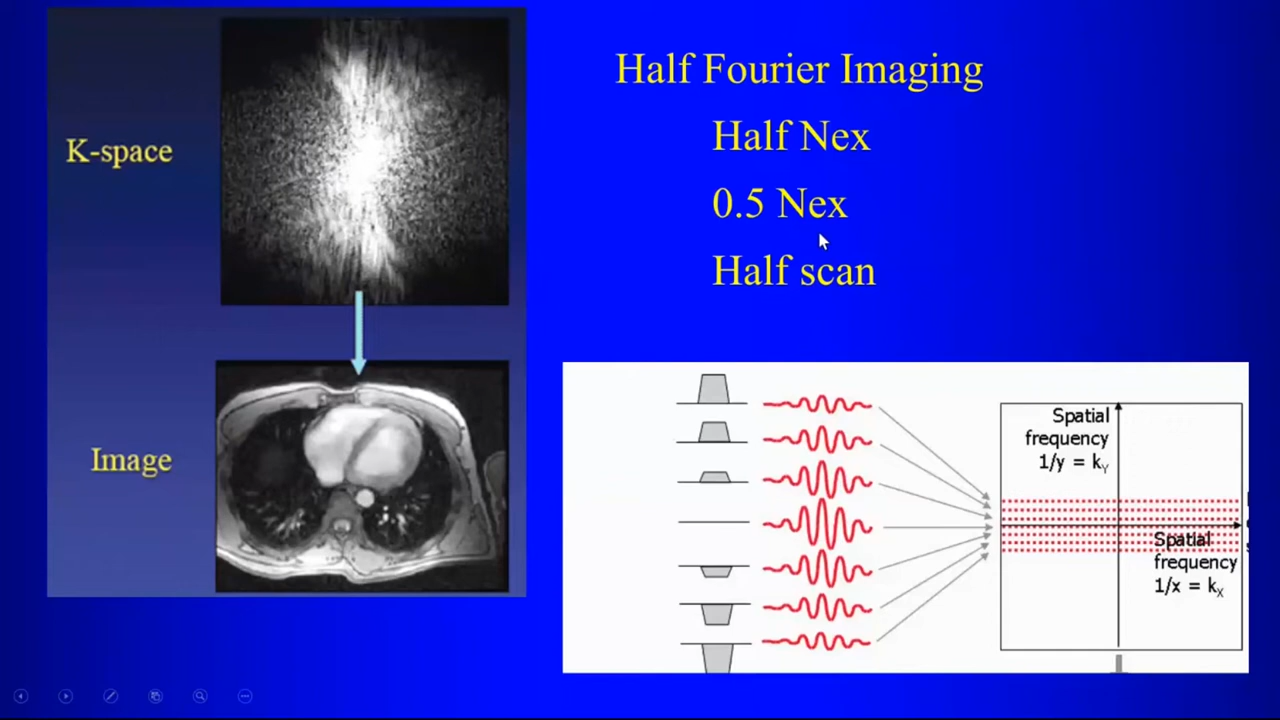 K-space
Image
Half Fourier Imaging
Half Nex
0.5 Nex
Half scan
Spatial
frequency
1/y = kY
Spatial
frequency
1/x = kX